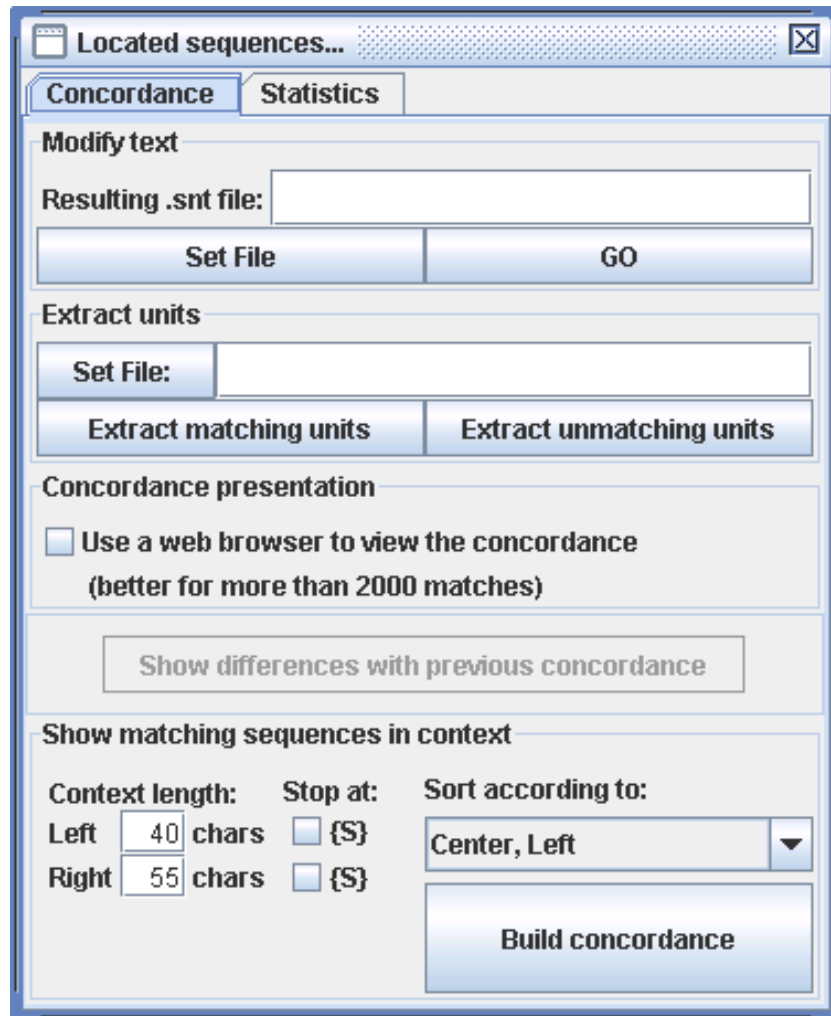 Located sequences...
Concordance Statistics
Modify text
Resulting .snt file:
Set File GO
Extract units
Set File:
Extract matching units Extract unmatching units
Concordance presentation
Use a web browser to view the concordance
(better for more than 2000 matches)
Show differences with previous concordance
Show matching sequences in context
Context length: Stop at: Sort according to:
Left 40 chars {S} Center, Left
Right 55 chars {S}
Build concordance